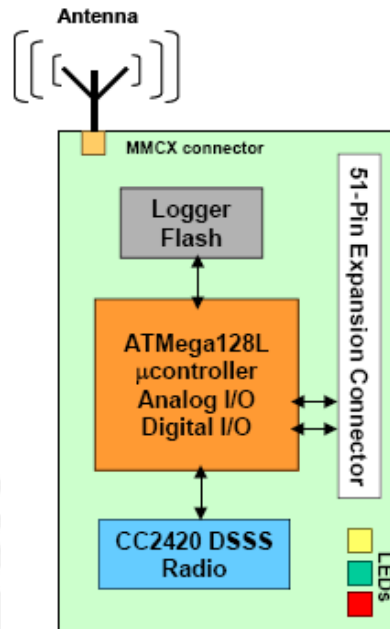 Antenna
MMCX connector
Logger
Flash
51-Pin Expansion Connector
ATMega128L
μcontroller
Analog I/O
Digital I/O
CC2420 DSSS
Radio
LEDs